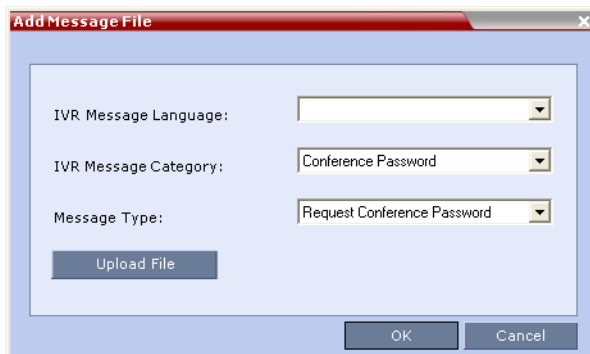 Add Message File
IVR Message Language:
IVR Message Category: Conference Password
Message Type: Request Conference Password
Upload File
OK Cancel